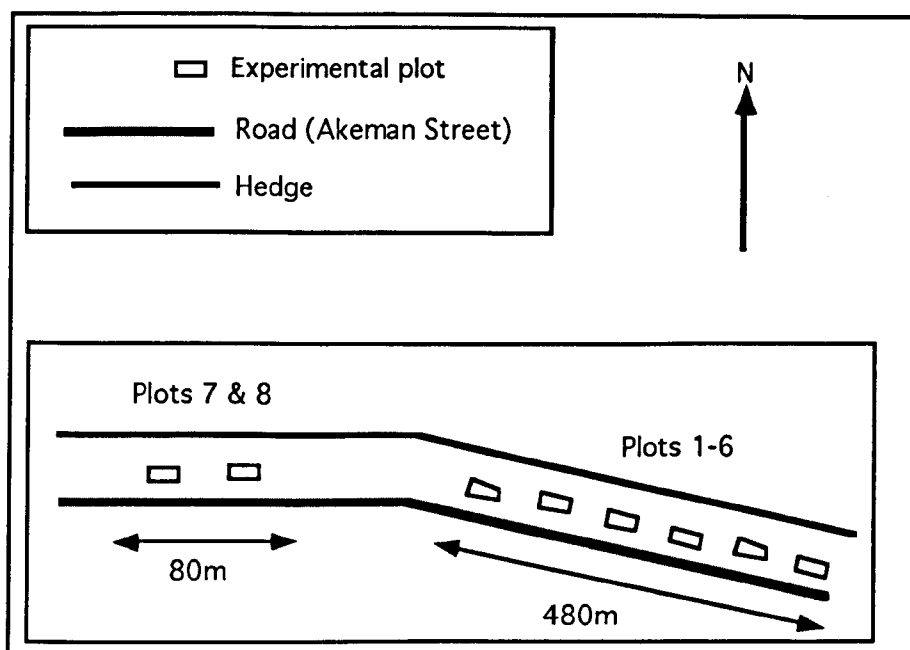 Experimental plot
Road (Akeman Street)
Hedge
N
Plots 7 & 8
Plots 1-6
80m
480m